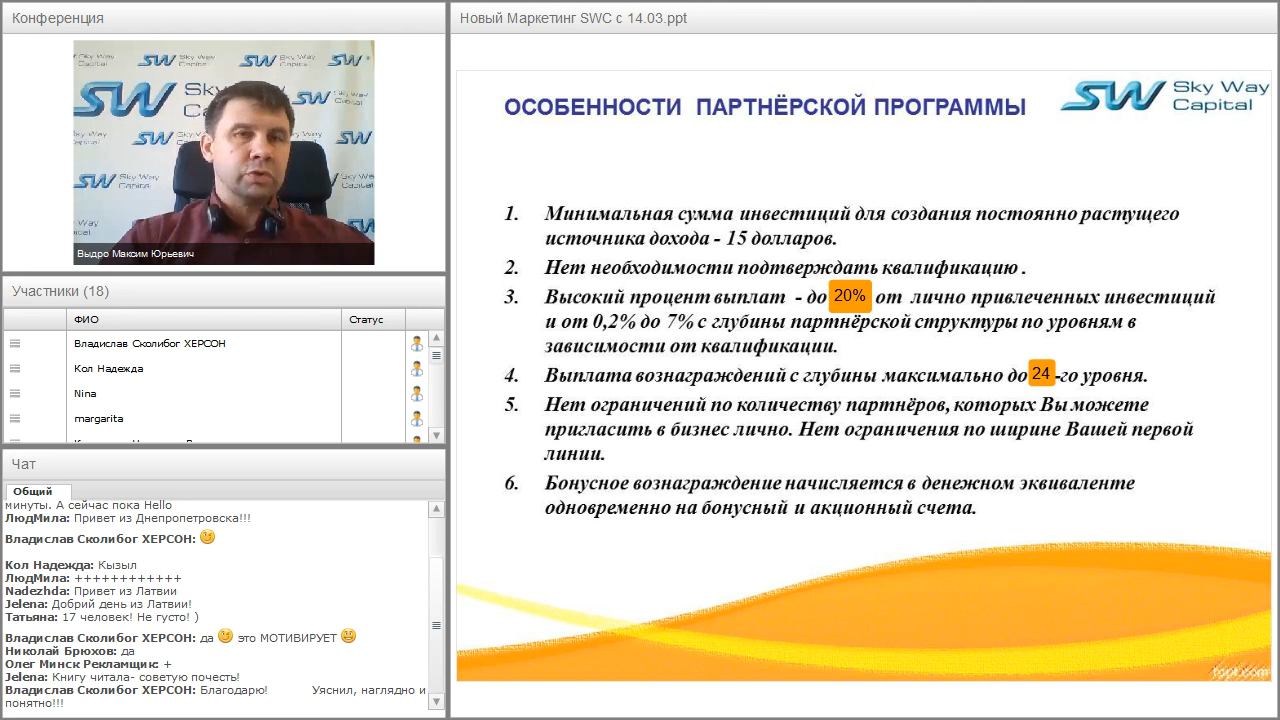 Конференция
Sky Way
Capital
SW
Sky Way
Capital
Выдро Максим Юрьевич
Участники (18)
ФИО
Статус
Владислав Сколибог ХЕРСОН
Кол Надежда
Nina
margarita
Чат
Общий
минуты. А сейчас пока Hello
ЛюдМила: Привет из Днепропетровска!!!
Владислав Сколибог ХЕРСОН:
Кол Надежда: Кызыл
ЛюдМила: ++++++++++++
Nadezhda: Привет из Латвии
Jelena: Добрий день из Латвии!
Татьяна: 17 человек! Не густо! )
Владислав Сколибог ХЕРСОН: да это МОТИВИРУЕТ
Николай Брюхов: да
Олег Минск Рекламщик: +
Jelena: Книгу читала- советую почесть!
Владислав Сколибог ХЕРСОН: Благодарю! Уяснил, наглядно и
понятно!!!
Новый Маркетинг SWC с 14.03.ppt
ОСОБЕННОСТИ ПАРТНЁРСКОЙ ПРОГРАММЫ
SW Sky Way
Capital
1. Минимальная сумма инвестиций для создания постоянно растущего
источника дохода - 15 долларов.
2. Нет необходимости подтверждать квалификацию .
3. Высокий процент выплат - до 20% от лично привлеченных инвестиций
и от 0,2% до 7% с глубины партнёрской структуры по уровням в
зависимости от квалификации.
4. Выплата вознаграждений с глубины максимально до 24-го уровня.
5. Нет ограничений по количеству партнёров, которых Вы можете
пригласить в бизнес лично. Нет ограничения по ширине Вашей первой
линии.
6. Бонусное вознаграждение начисляется в денежном эквиваленте
одновременно на бонусный и акционный счета.